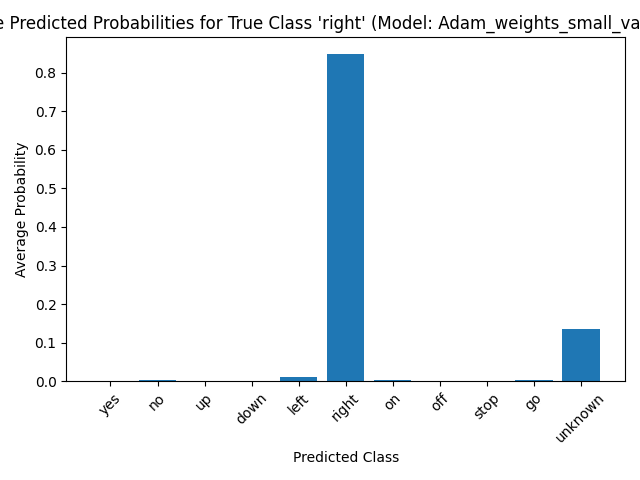 Predicted Probabilities for True Class 'right' (Model: Adam_weights_small_va
0.8
0.7
0.6
0.5
0.4
0.3
0.2
0.1
0.0
Average Probability
yes
no
up
down
left
right
on
off
stop
go
unknown
Predicted Class